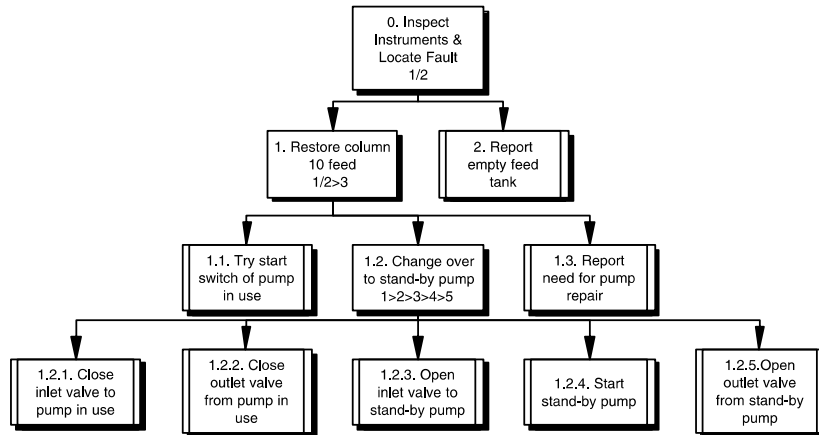 0. Inspect
Instruments &
Locate Fault
1/2
1. Restore column
10 feed
1/2>3
2. Report
empty feed
tank
1.1. Try start
switch of pump
in use
1.2. Change over
to stand-by pump
1>2>3>4>5
1.3. Report
need for pump
repair
1.2.1. Close
inlet valve to
pump in use
1.2.2. Close
outlet valve
from pump in
use
1.2.3. Open
inlet valve to
stand-by pump
1.2.4. Start
stand-by pump
1.2.5.Open
outlet valve
from stand-by
pump